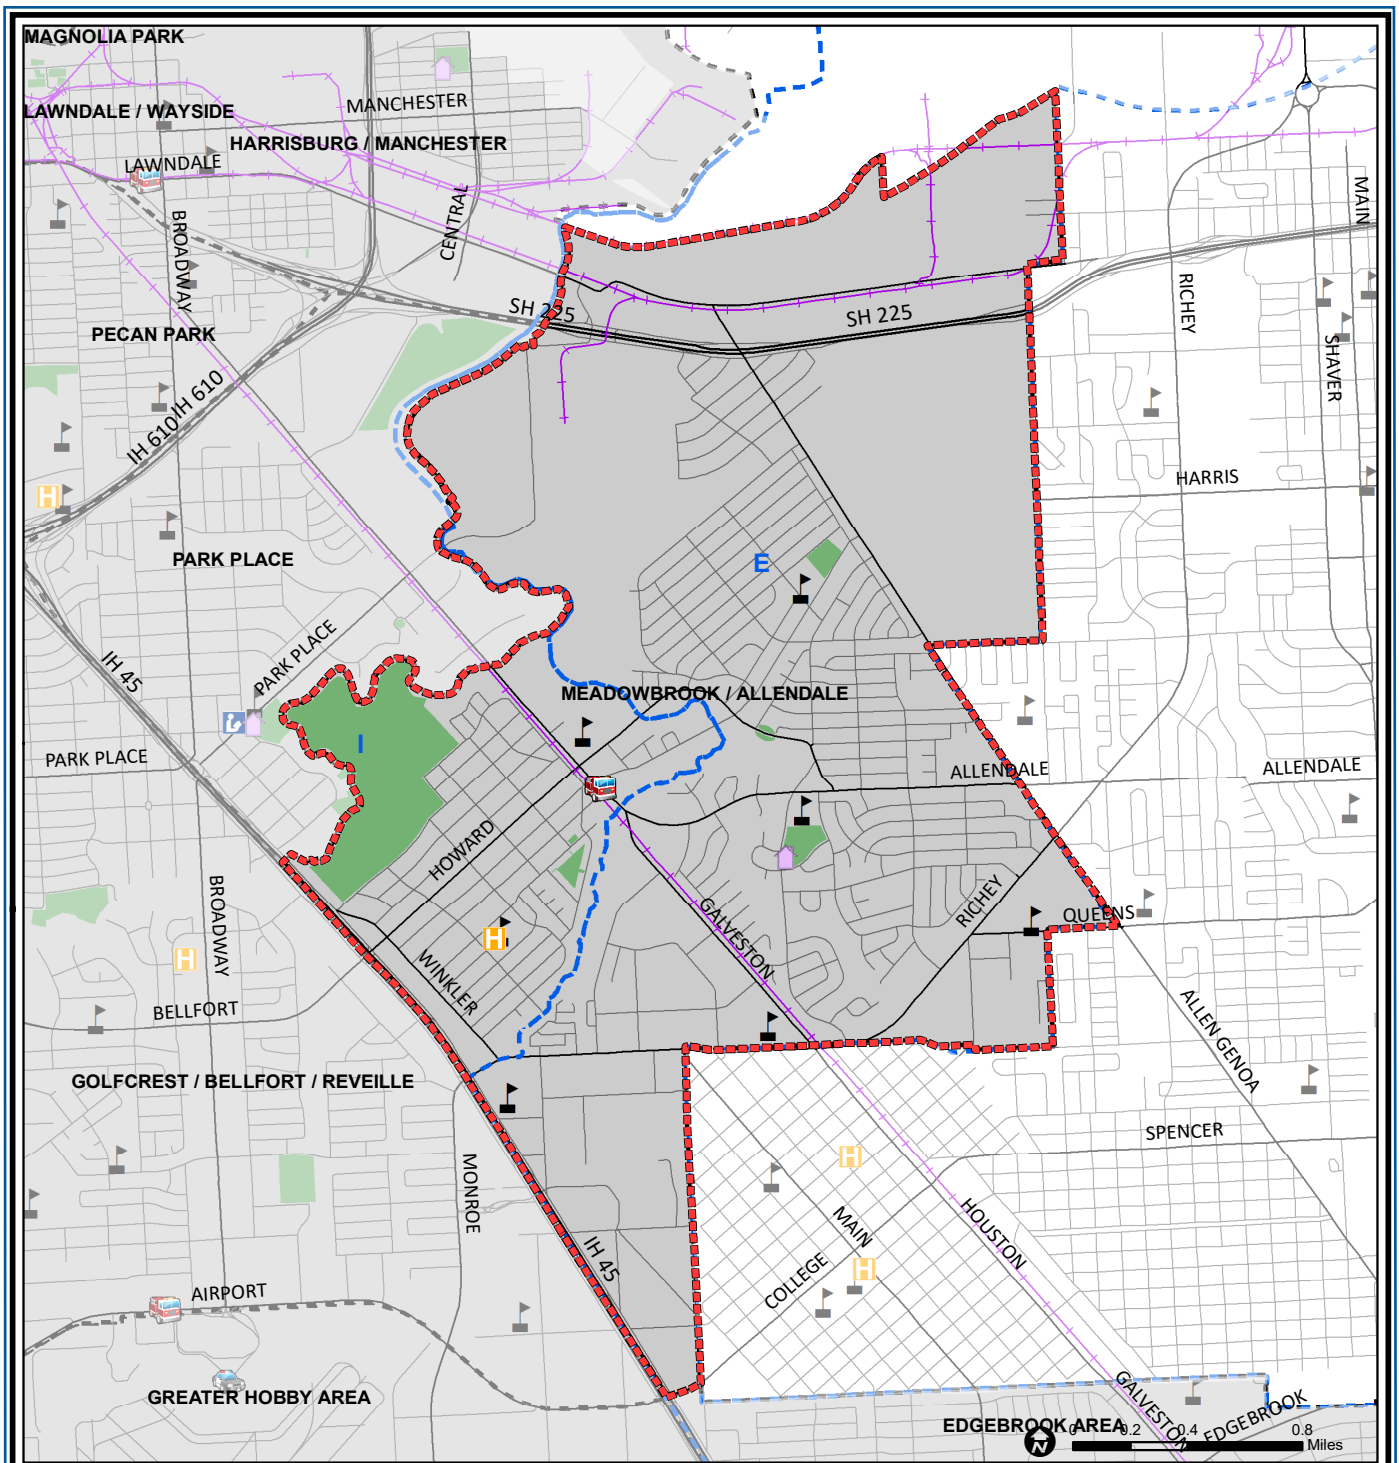 MAGNOLIA PARK
MANCHESTER
LAWNDALE / WAYSIDE
HARRISBURG / MANCHESTER
LAWNDALE
MAIN
BROADWAY
CENTRAL
RICHEY
SH 225
SH 225
PECAN PARK
SHAVER
IH 610
IH 610
H
HARRIS
PARK PLACE
E
PARK PLACE
IH 45
MEADOWBROOK / ALLENDALE
I
PARK PLACE
ALLENDALE
ALLENDALE
HOWARD
BROADWAY
RICHEY
QUEENS
GALVESTON
H
H
WINKLER
BELLFORT
ALLEN GENOA
GOLFCREST / BELLFORT / REVEILLE
SPENCER
H
MONROE
MAIN
HOUSTON
IH 45
COLLEGE
H
AIRPORT
GREATER HOBBY AREA
GALVESTON
EDGEBROOK
EDGEBROOK AREA
N
0 0.2 0.4 0.8
Miles